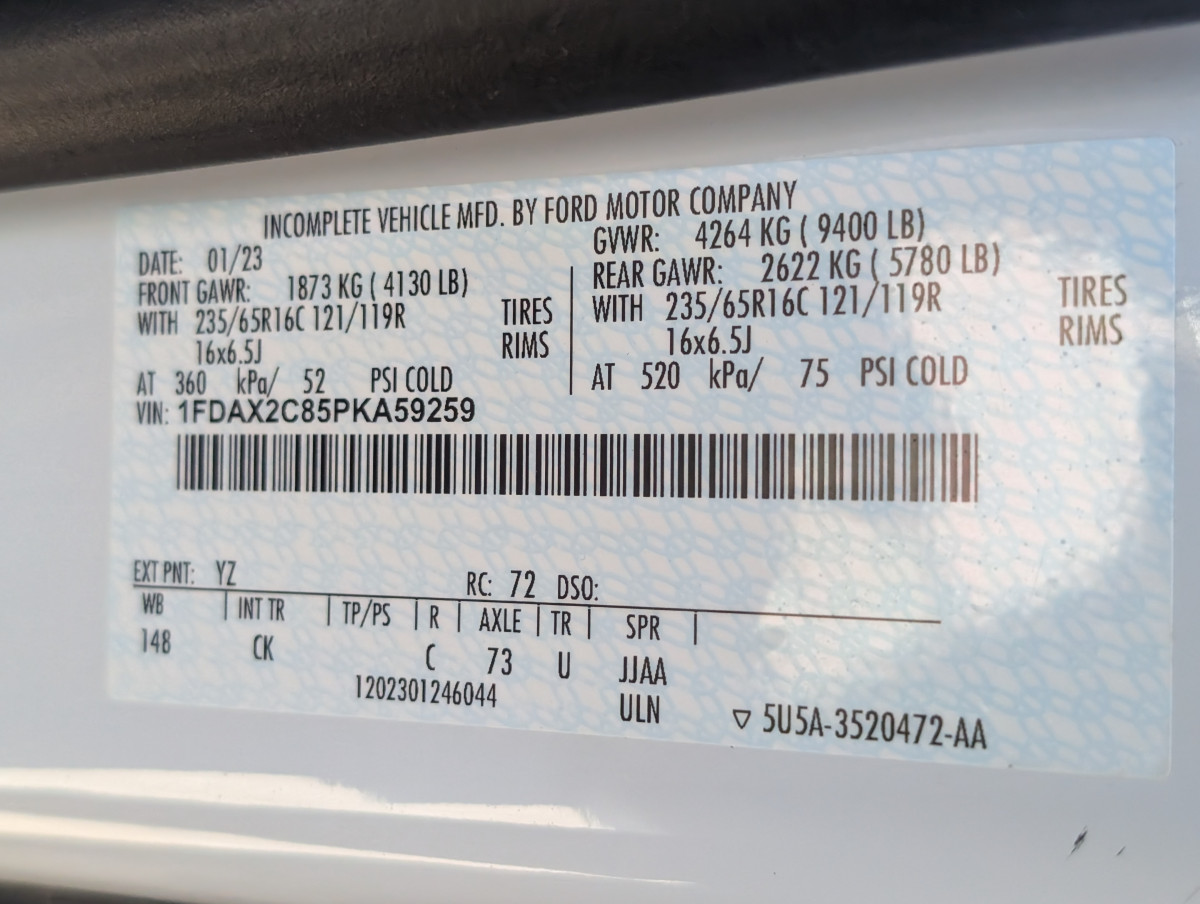 INCOMPLETE VEHICLE MFD. BY FORD MOTOR COMPANY
DATE: 01/23
GVWR: 4264 KG ( 9400 LB)
FRONT GAWR: 1873 KG ( 4130 LB)
REAR GAWR: 2622 KG ( 5780 LB)
WITH 235/65R16C 121/119R TIRES
WITH 235/65R16C 121/119R TIRES
16x6.5J RIMS
16x6.5J RIMS
AT 360 kPa/ 52 PSI COLD
AT 520 kPa/ 75 PSI COLD
VIN: 1FDAX2C85PKA59259
EXT PNT: YZ RC: 72 DSO:
WB | INT TR | TP/PS | R | AXLE | TR | SPR |
148 CK C 73 U JJAA
1202301246044 ULN
▽ 5U5A-3520472-AA